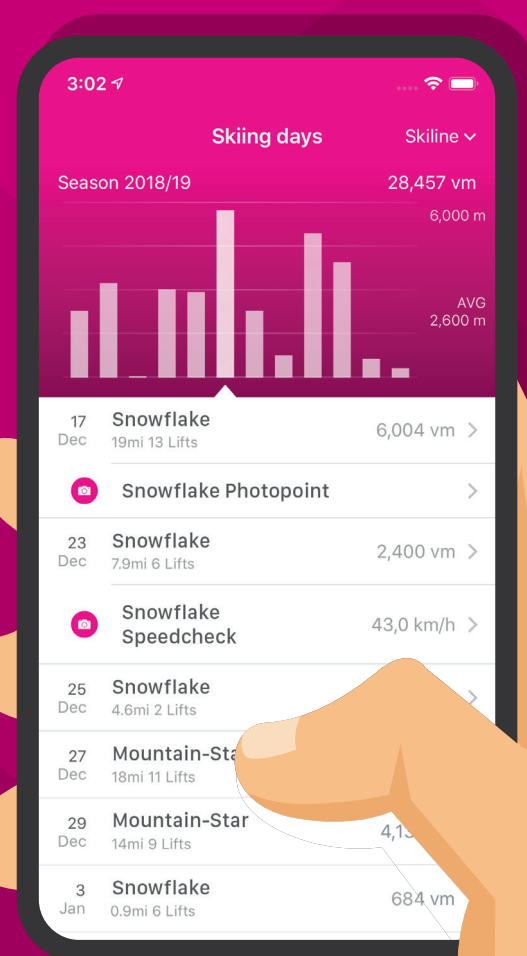 3:02
Skiing days
Skiline
Season 2018/19
28,457 vm
6,000 m
AVG
2,600 m
17 Snowflake
Dec 19mi 13 Lifts
6,004 vm
Snowflake Photopoint
23 Snowflake
Dec 7.9mi 6 Lifts
2,400 vm
Snowflake
Speedcheck
43,0 km/h
25 Snowflake
Dec 4.6mi 2 Lifts
27
Dec 18mi 11 Lifts
29 Mountain-Star
Dec 14mi 9 Lifts
3 Snowflake
Jan 0.9mi 6 Lifts
684 vm